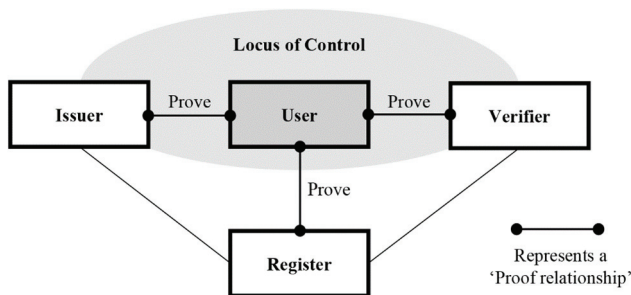 Locus of Control
Prove
Prove
Issuer
User
Verifier
Prove
Register
Represents a
‘Proof relationship’